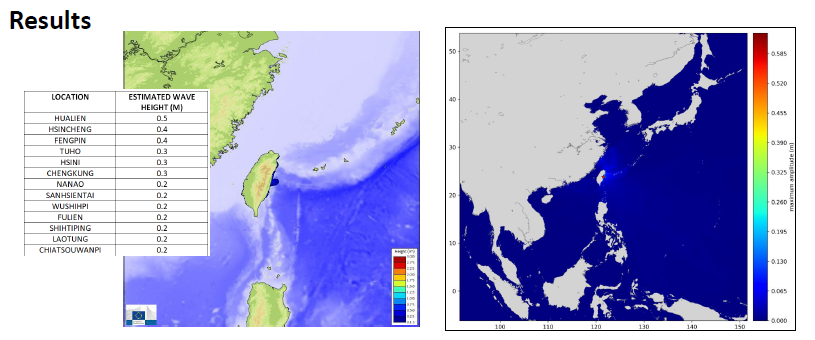 Results
LOCATION ESTIMATED WAVE
HEIGHT (M)
HUALIEN 0.5
HSINCHENG 0.4
FENGPIN 0.4
TUHO 0.3
HSINI 0.3
CHENGKUNG 0.3
NANAO 0.2
SANHSIENTAI 0.2
WUSHIHPI 0.2
FULIEN 0.2
SHIHTIPING 0.2
LAOTUNG 0.2
CHIATSOUWANPI 0.2
50
40
30
20
10
0
100 110 120 130 140 150
0.585
0.520
0.455
0.390
0.325
0.260
0.195
0.130
0.065
0.000
maximum amplitude (m)